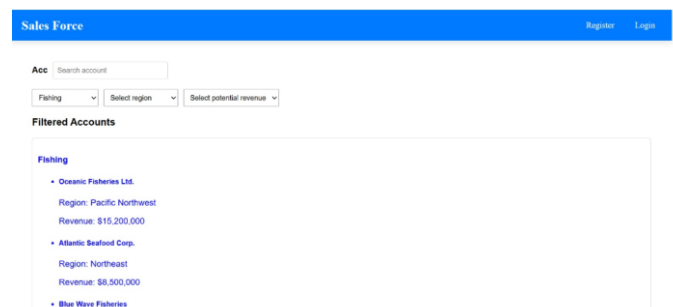 Sales Force Register Login
Acc Search account
Fishing Select region Select potential revenue
Filtered Accounts
Fishing
• Oceanic Fisheries Ltd.
Region: Pacific Northwest
Revenue: $15,200,000
• Atlantic Seafood Corp.
Region: Northeast
Revenue: $8,500,000
• Blue Wave Fisheries